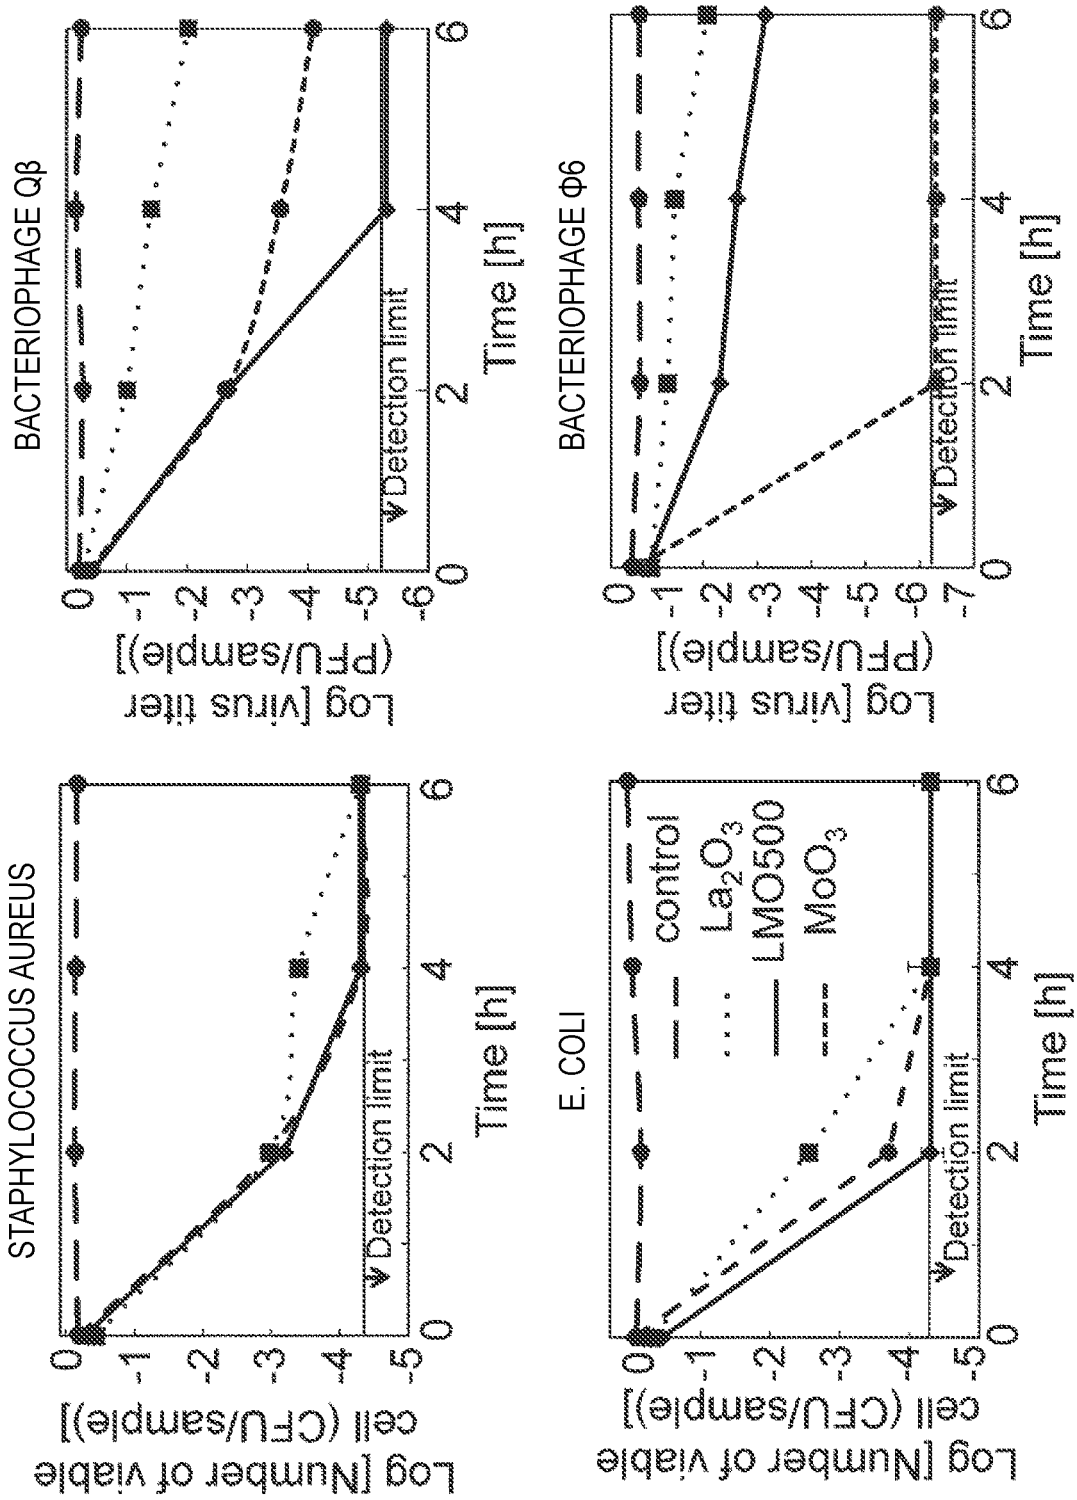 STAPHYLOCOCCUS AUREUS
Log [Number of viable
cell (CFU/sample)]
0
-1
-2
-3
-4
-5
Detection limit
0 2 4 6
Time [h]
BACTERIOPHAGE Qβ
Log [virus titer
(PFU/sample)]
0
-1
-2
-3
-4
-5
-6
Detection limit
0 2 4 6
Time [h]
E. COLI
Log [Number of viable
cell (CFU/sample)]
0
-1
-2
-3
-4
-5
control
La₂O₃
LMO500
MoO₃
Detection limit
0 2 4 6
Time [h]
BACTERIOPHAGE Φ6
Log [virus titer
(PFU/sample)]
0
-1
-2
-3
-4
-5
-6
-7
Detection limit
0 2 4 6
Time [h]